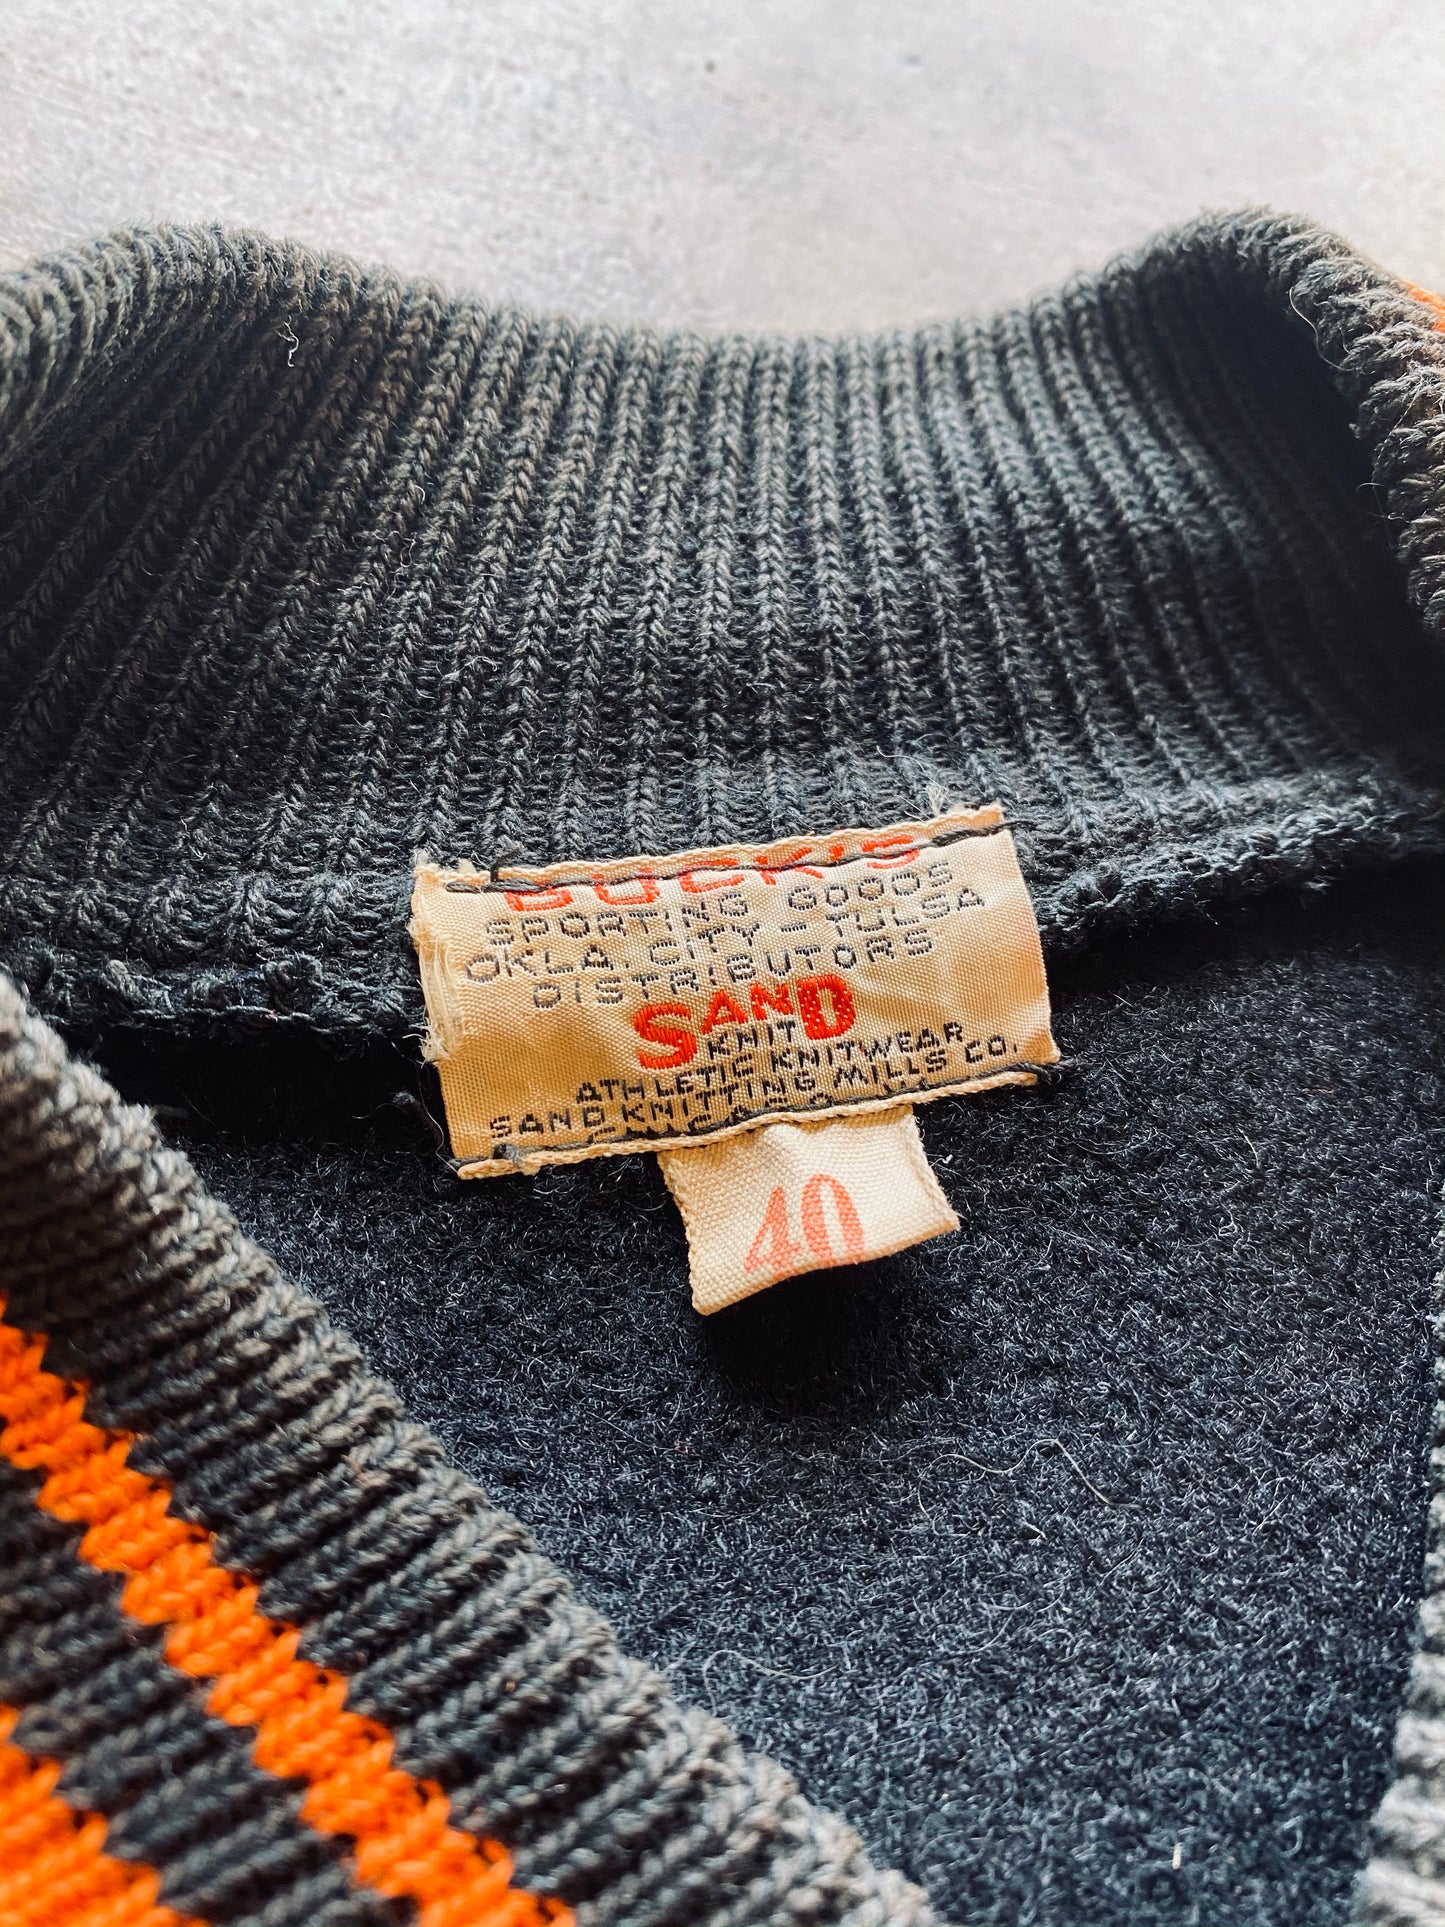 BUCK'S
SPORTING GOODS
OKLA CITY - TULSA
DISTRIBUTORS
SAND
KNIT
ATHLETIC KNITWEAR
SAND KNITTING MILLS CO.
40